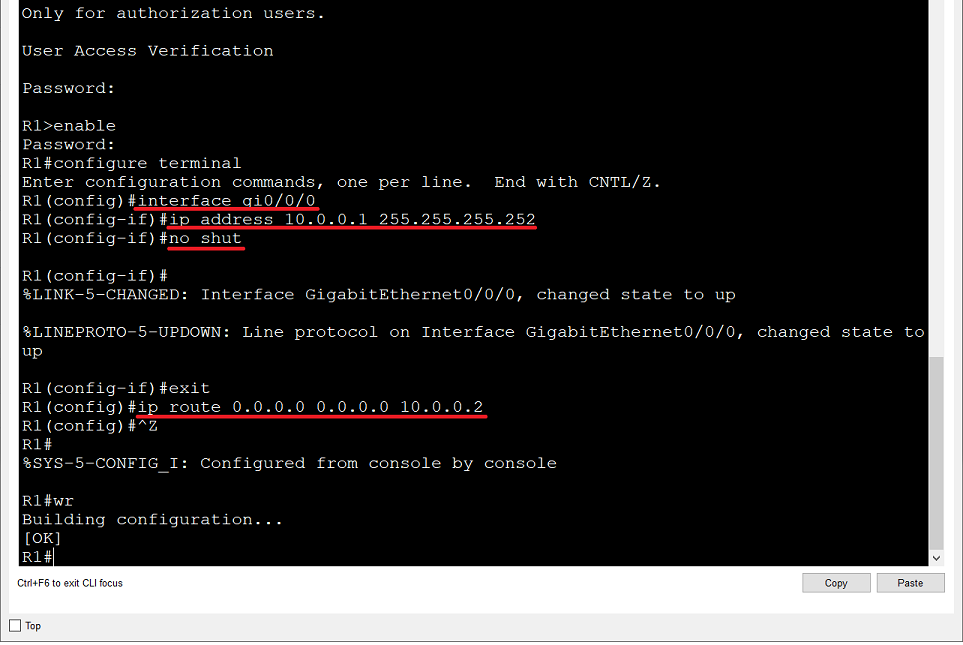 Only for authorization users.
User Access Verification
Password:
R1>enable
Password:
R1#configure terminal
Enter configuration commands, one per line.  End with CNTL/Z.
R1(config)#interface gi0/0/0
R1(config-if)#ip address 10.0.0.1 255.255.255.252
R1(config-if)#no shut
R1(config-if)#
%LINK-5-CHANGED: Interface GigabitEthernet0/0/0, changed state to up
%LINEPROTO-5-UPDOWN: Line protocol on Interface GigabitEthernet0/0/0, changed state to
up
R1(config-if)#exit
R1(config)#ip route 0.0.0.0 0.0.0.0 10.0.0.2
R1(config)#^Z
R1#
%SYS-5-CONFIG_I: Configured from console by console
R1#wr
Building configuration...
[OK]
R1#
Ctrl+F6 to exit CLI focus
Copy
Paste
Top